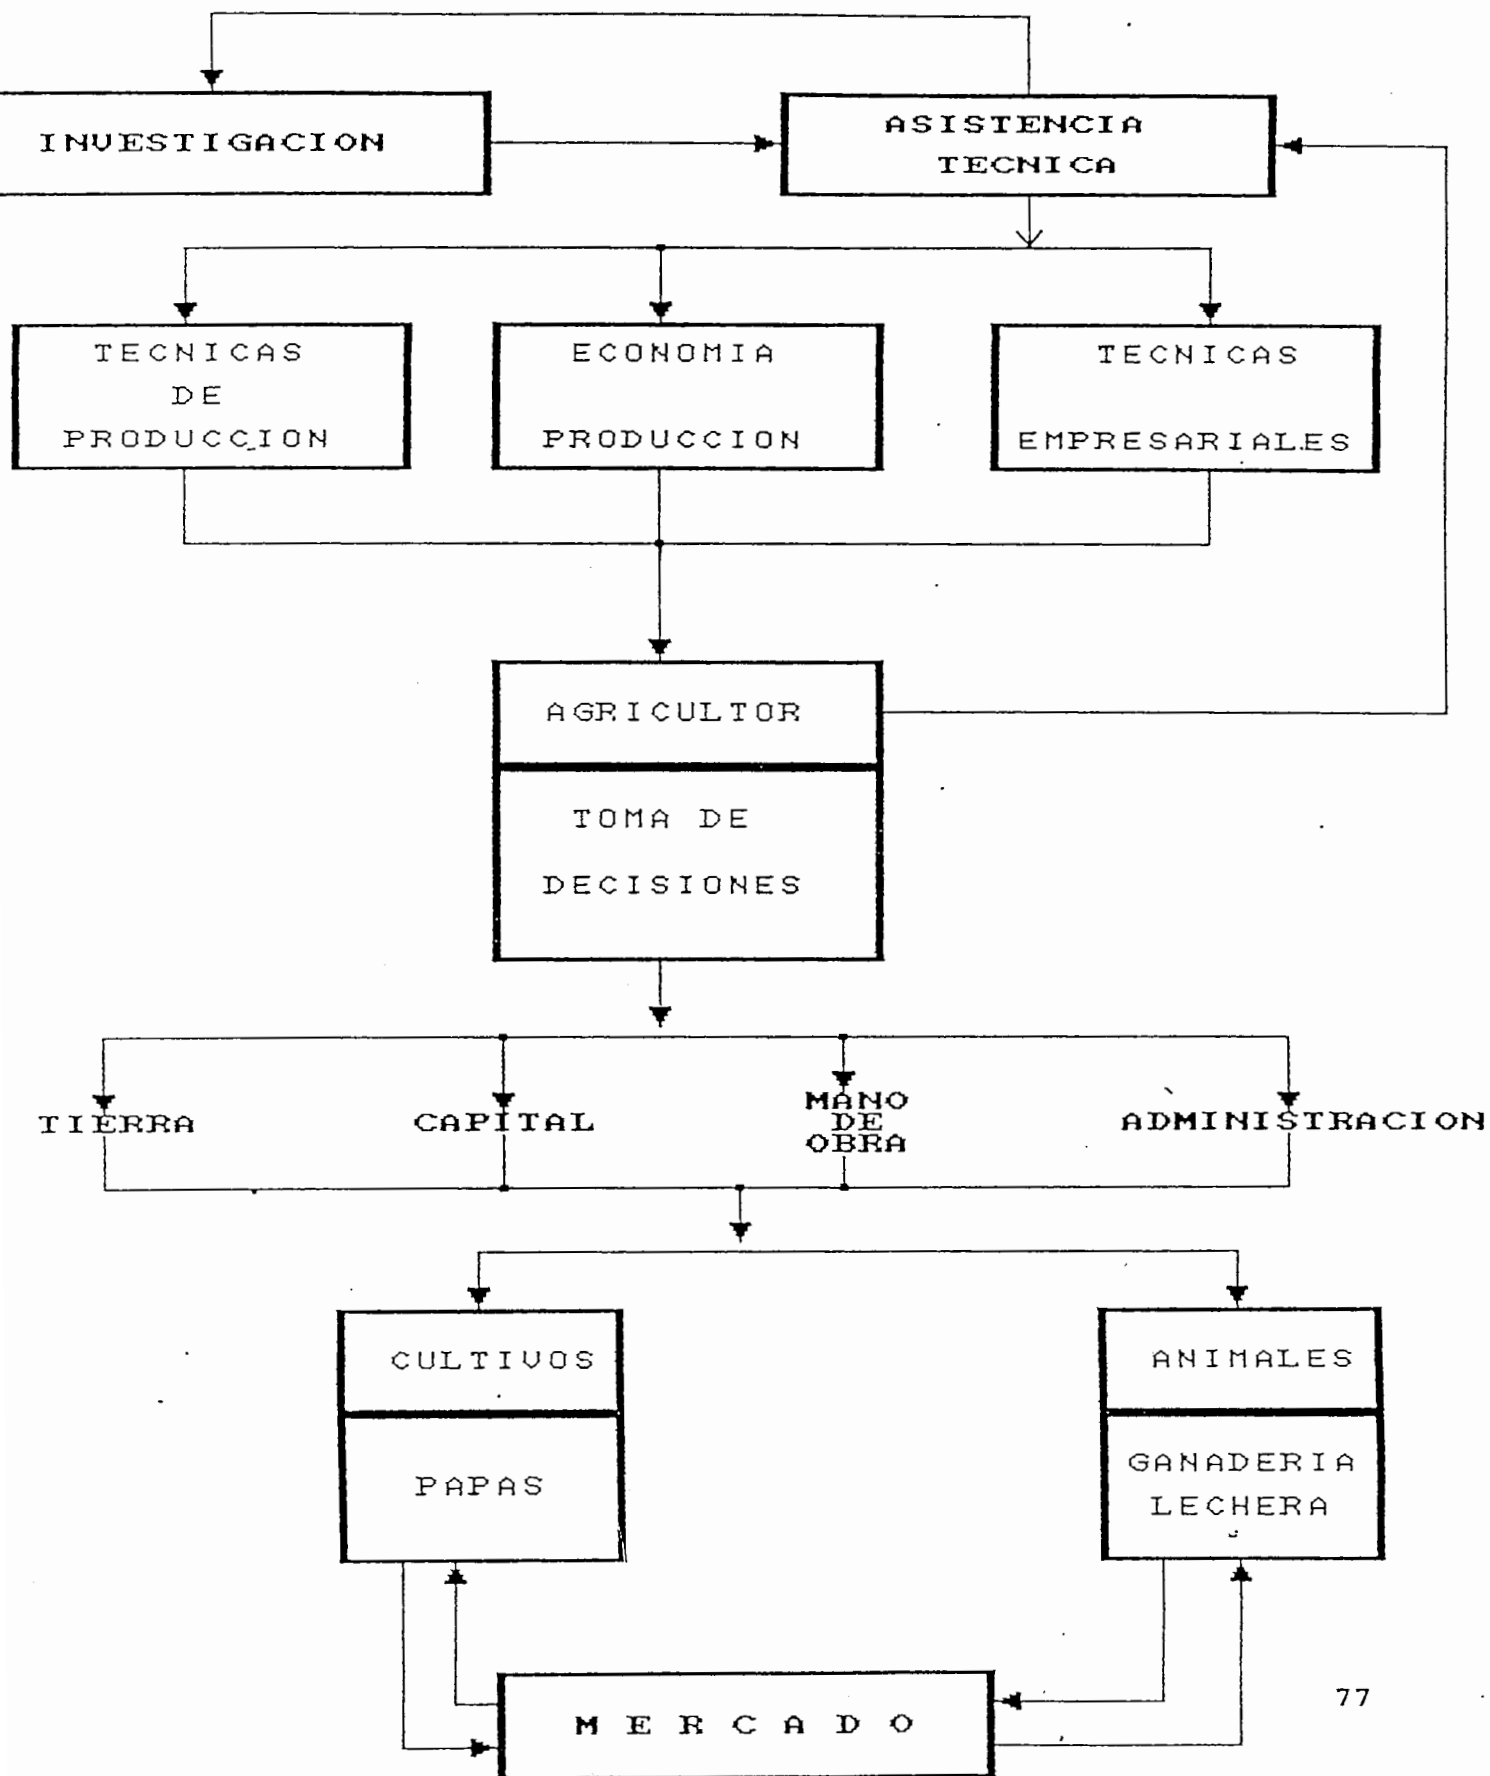 INVESTIGACION
ASISTENCIA
TECNICA
TECNICAS
DE
PRODUCCION
ECONOMIA
PRODUCCION
TECNICAS
EMPRESARIALES
AGRICULTOR
TOMA DE
DECISIONES
TIERRA
CAPITAL
MANO
DE
OBRA
ADMINISTRACION
CULTIVOS
PAPAS
ANIMALES
GANADERIA
LECHERA
MERCADO
77